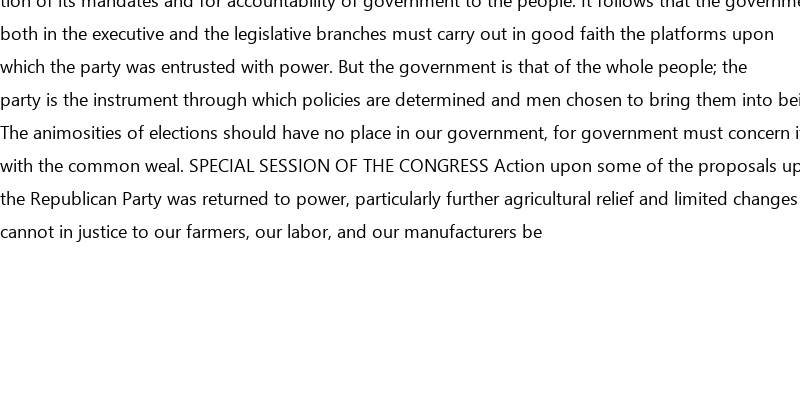 tion of its mandates and for accountability of government to the people. It follows that the
both in the executive and the legislative branches must carry out in good faith the platforms upon
which the party was entrusted with power. But the government is that of the whole people; the
party is the instrument through which policies are determined and men chosen to bring them into
The animosities of elections should have no place in our government, for government must concern
with the common weal. SPECIAL SESSION OF THE CONGRESS Action upon some of the proposals
the Republican Party was returned to power, particularly further agricultural relief and limited changes
cannot in justice to our farmers, our labor, and our manufacturers be